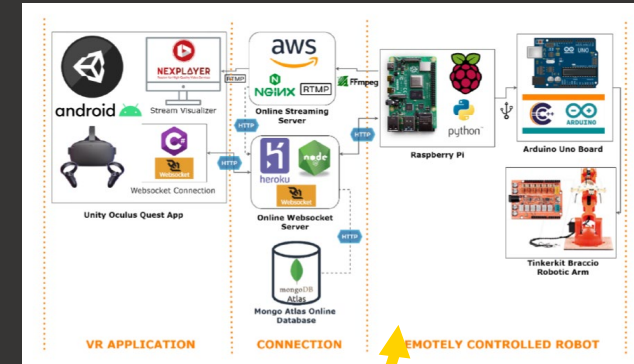 NEXPLAYER
android
Stream Visualizer
Websocket
Websocket Connection
Unity Oculus Quest App
RTMP
aws
NGINX RTMP
FFmpeg
Online Streaming
Server
HTTP
HTTP
HTTP
heroku
node
Websocket
Online Websocket
Server
HTTP
mongoDB
Atlas
Mongo Atlas Online
Database
python
Raspberry Pi
UNO
C++
ARDUINO
Arduino Uno Board
Tinkerkit Braccio
Robotic Arm
VR APPLICATION
CONNECTION
EMOTELY CONTROLLED ROBOT